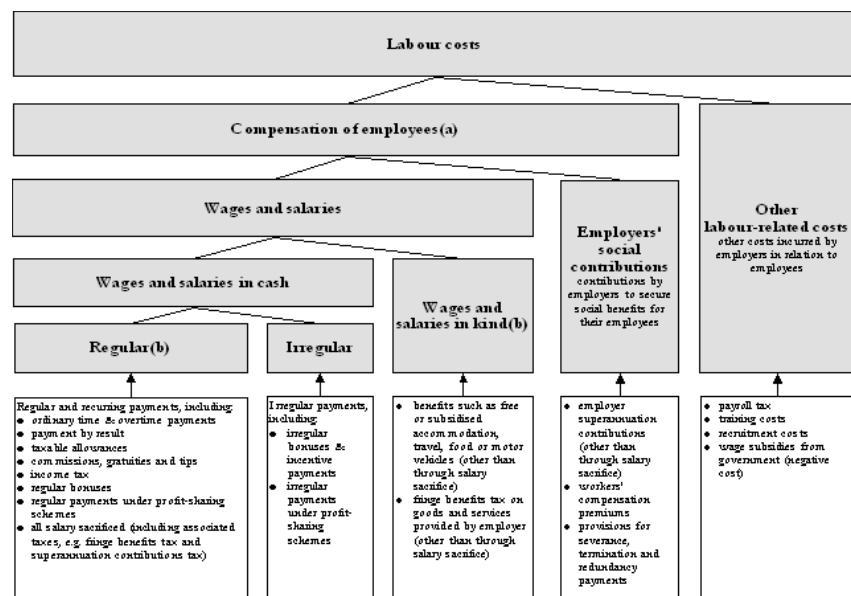 Labour costs
Compensation of employees(a)
Wages and salaries
Employers'
social
contributions
contributions by
employers to secure
social benefits for
their employees
Other
labour-related costs
other costs incurred by
employers in relation to
employees
Wages and salaries in cash
Wages and
salaries in kind(b)
Regular(b)
Irregular
Regular and recurring payments, including:
● ordinary time & overtime payments
● payment by result
● taxable allowances
● commissions, gratuities and tips
● income tax
● regular bonuses
● regular payments under profit-sharing
schemes
● all salary sacrificed (including associated
taxes, e.g. fringe benefits tax and
superannuation contributions tax)
Irregular payments,
including:
● irregular
bonuses &
incentive
payments
● irregular
payments
under profit-
sharing
schemes
● benefits such as free
or subsidised
accommodation,
travel, food or motor
vehicles (other than
through salary
sacrifice)
● fringe benefits tax on
goods and services
provided by employer
(other than through
salary sacrifice)
● employer
superannuation
contributions
(other than
through salary
sacrifice)
● workers'
compensation
premiums
● provisions for
severance,
termination and
redundancy
payments
● payroll tax
● training costs
● recruitment costs
● wage subsidies from
government (negative
cost)